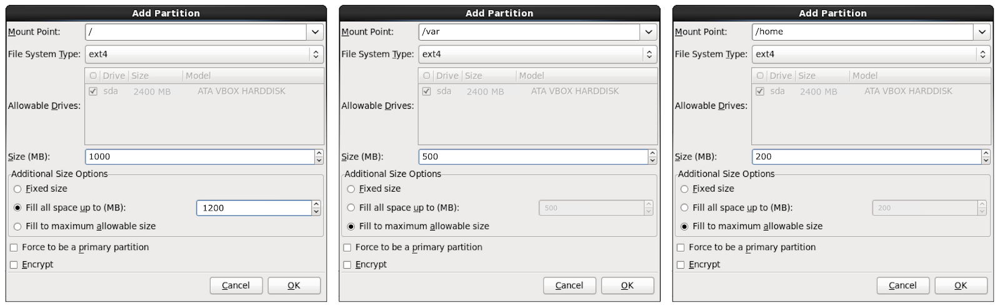 Add Partition
Mount Point: /
File System Type: ext4
Drive Size Model
sda 2400 MB ATA VBOX HARDDISK
Allowable Drives:
Size (MB): 1000
Additional Size Options
Fixed size
Fill all space up to (MB): 1200
Fill to maximum allowable size
Force to be a primary partition
Encrypt
Cancel OK
Add Partition
Mount Point: /var
File System Type: ext4
Drive Size Model
sda 2400 MB ATA VBOX HARDDISK
Allowable Drives:
Size (MB): 500
Additional Size Options
Fixed size
Fill all space up to (MB): 500
Fill to maximum allowable size
Force to be a primary partition
Encrypt
Cancel OK
Add Partition
Mount Point: /home
File System Type: ext4
Drive Size Model
sda 2400 MB ATA VBOX HARDDISK
Allowable Drives:
Size (MB): 200
Additional Size Options
Fixed size
Fill all space up to (MB): 200
Fill to maximum allowable size
Force to be a primary partition
Encrypt
Cancel OK